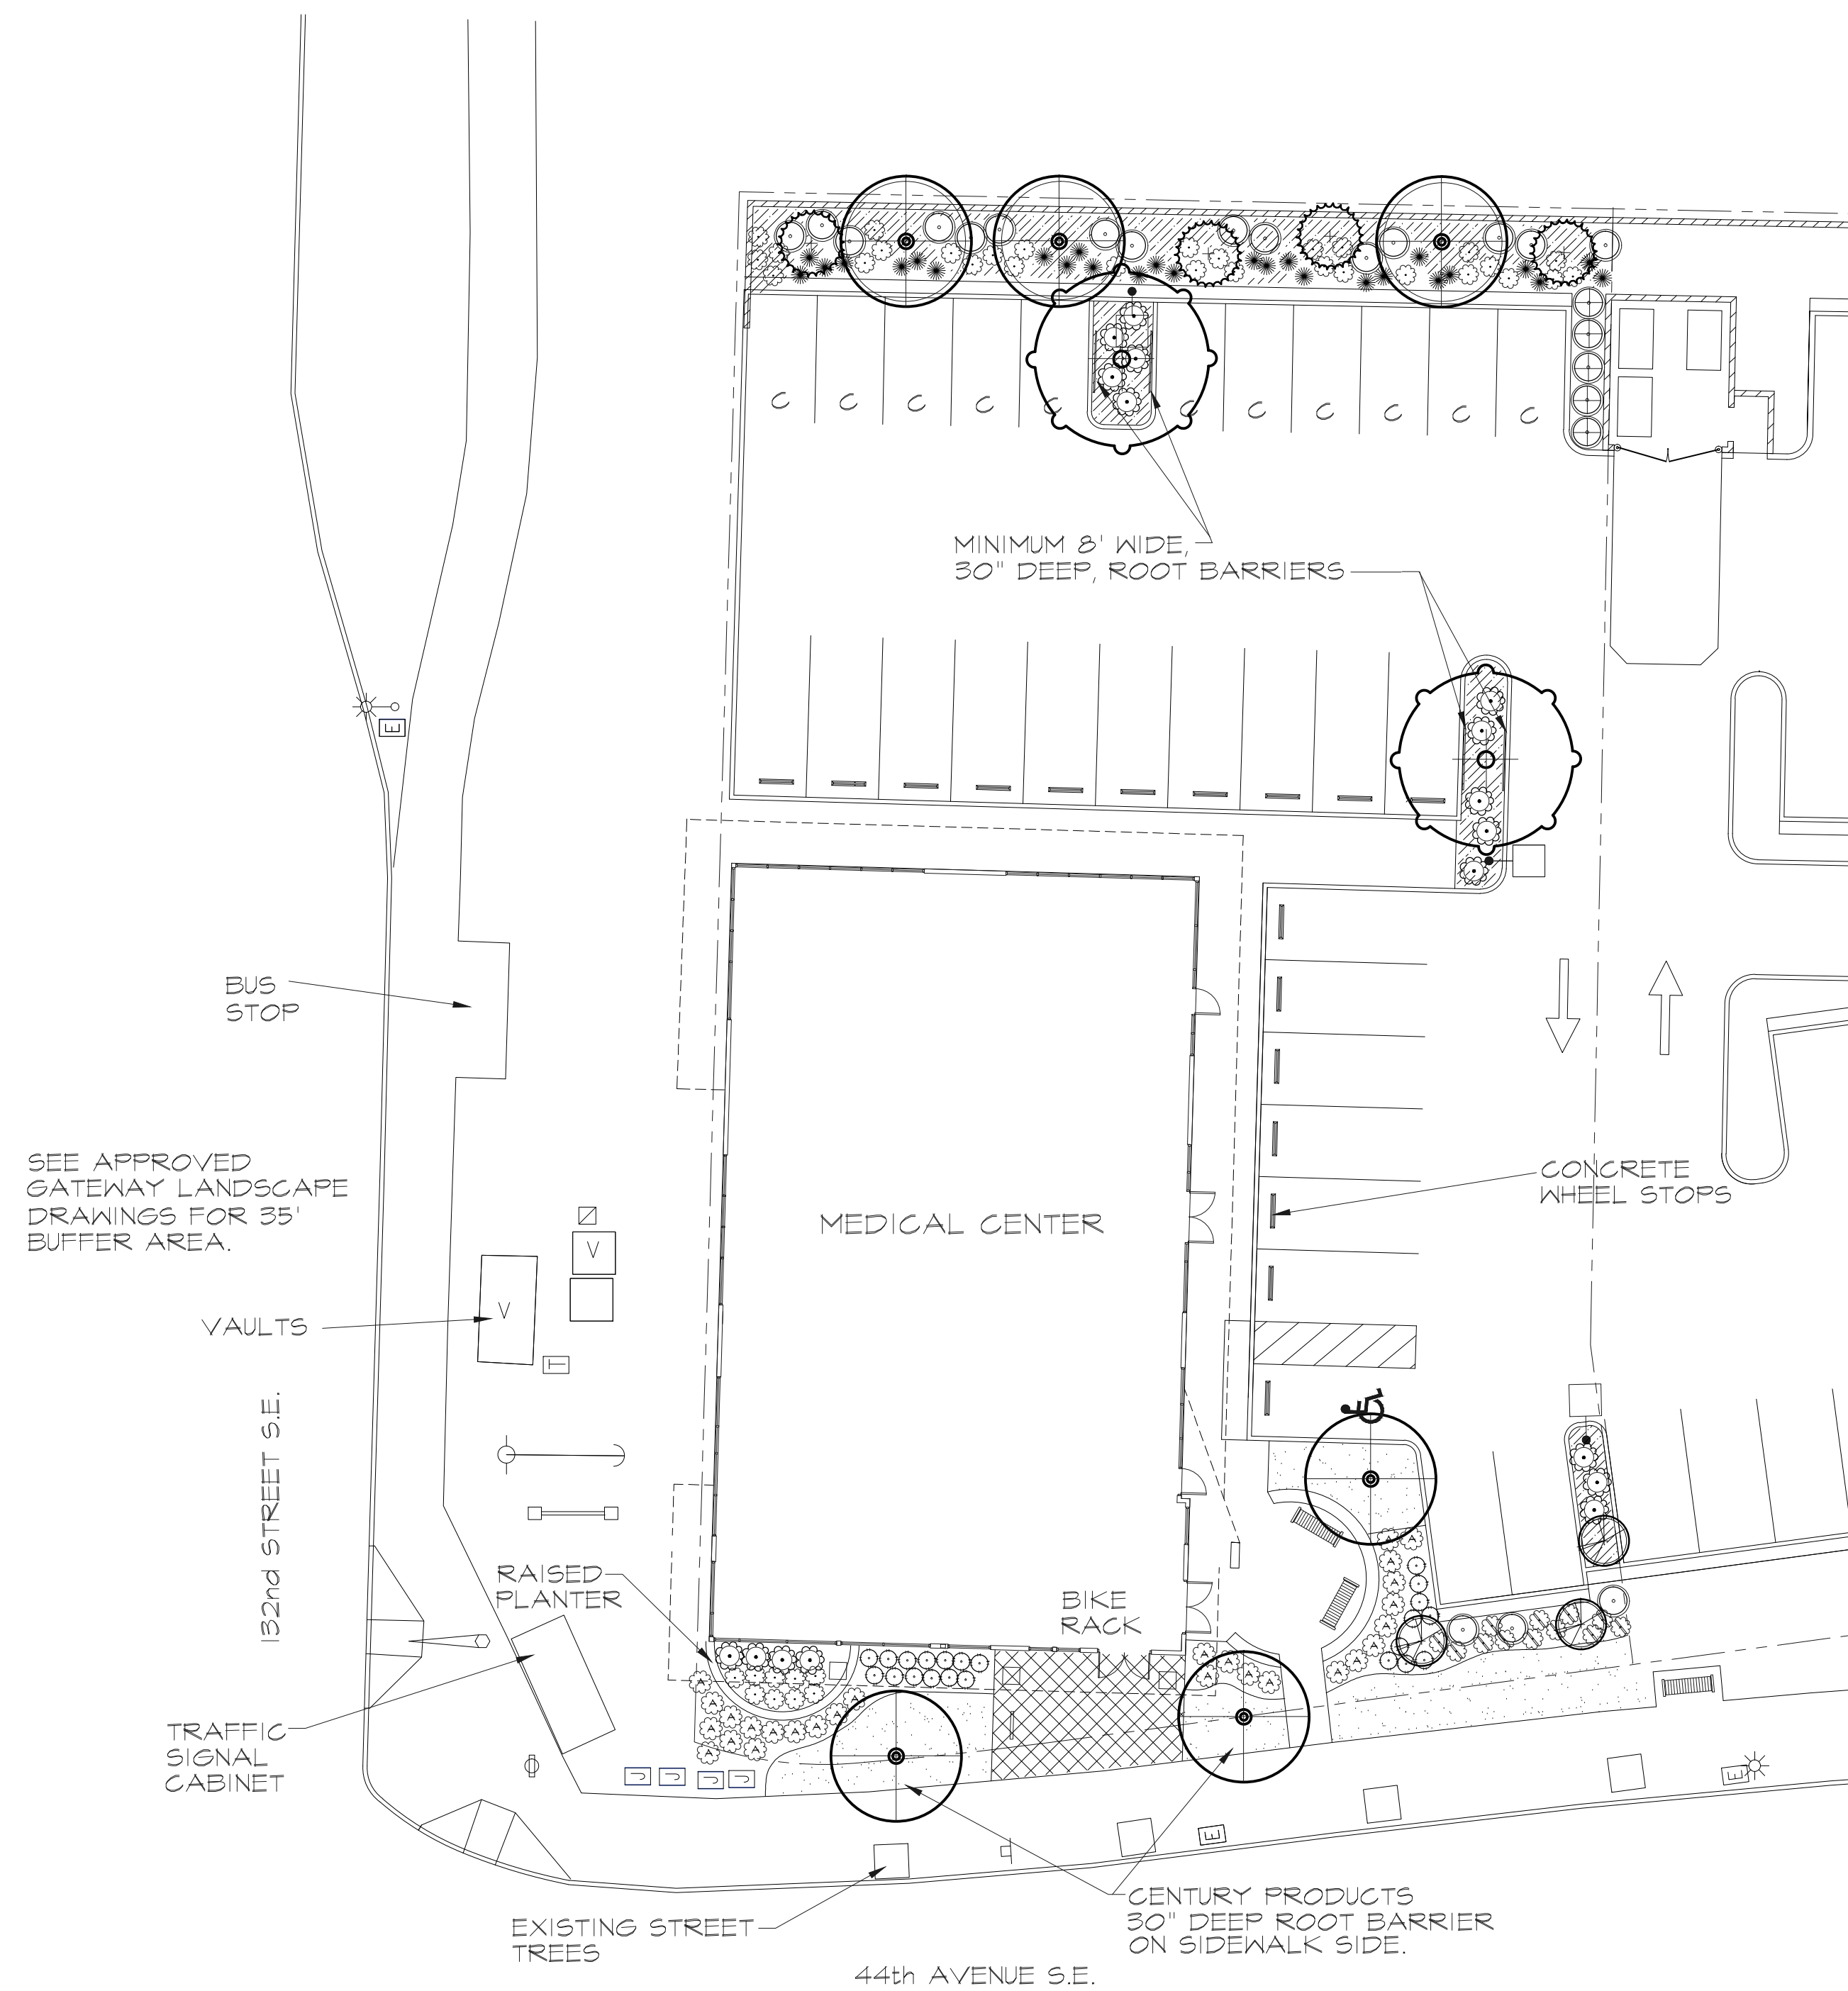 C C C C C C C C C C C
MINIMUM 8' WIDE,
30" DEEP, ROOT BARRIERS
E
BUS
STOP
SEE APPROVED
GATEWAY LANDSCAPE
DRAWINGS FOR 35'
BUFFER AREA.
CONCRETE
WHEEL STOPS
MEDICAL CENTER
V
V
VAULTS
T
132nd STREET S.E.
RAISED
PLANTER
BIKE
RACK
TRAFFIC
SIGNAL
CABINET
J J J J
E
E
CENTURY PRODUCTS
30" DEEP ROOT BARRIER
ON SIDEWALK SIDE.
EXISTING STREET
TREES
44th AVENUE S.E.